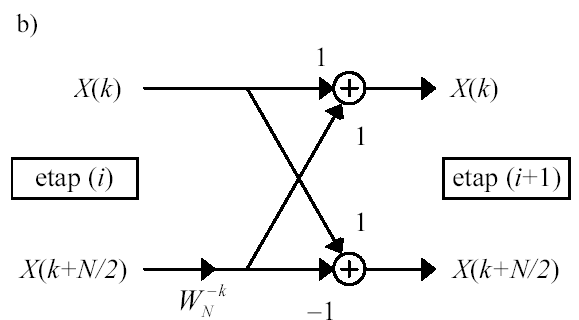 b)
1
X(k) + X(k)
1
etap (i) etap (i+1)
1
X(k+N/2) + X(k+N/2)
W_N^{-k}
–1